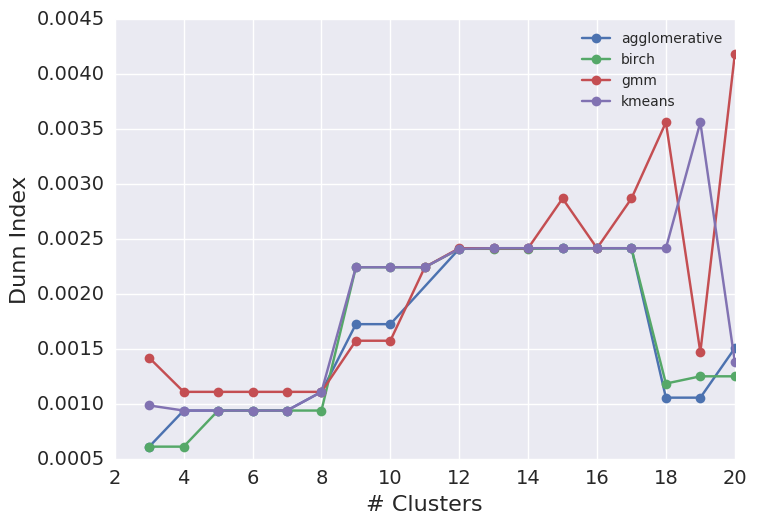 0.0045
0.0040
0.0035
0.0030
0.0025
0.0020
0.0015
0.0010
0.0005
Dunn Index
agglomerative
birch
gmm
kmeans
2 4 6 8 10 12 14 16 18 20
# Clusters